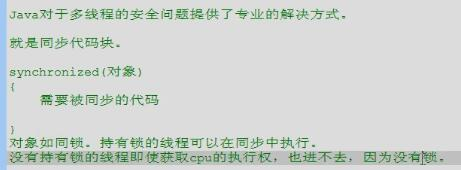 Java对于多线程的安全问题提供了专业的解决方式。
就是同步代码块。
synchronized(对象)
{
需要被同步的代码
}
对象如同锁。持有锁的线程可以在同步中执行。
没有持有锁的线程即使获取cpu的执行权，也进不去，因为没有锁。